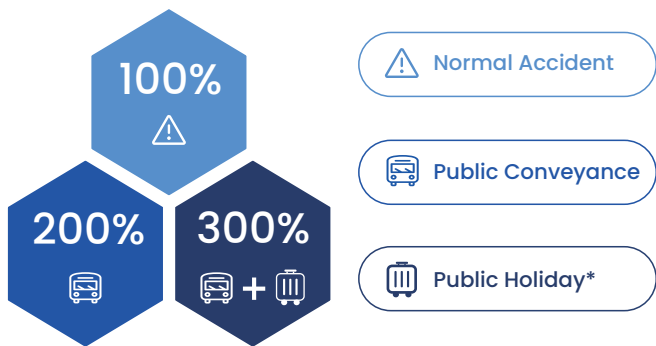 100%
200%
300%
+
Normal Accident
Public Conveyance
Public Holiday*